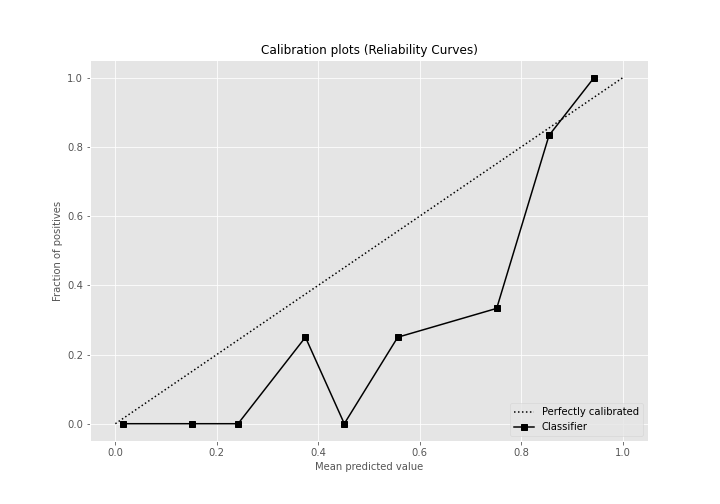 Calibration plots (Reliability Curves)
1.0
0.8
0.6
0.4
0.2
0.0
Fraction of positives
0.0 0.2 0.4 0.6 0.8 1.0
Mean predicted value
Perfectly calibrated
Classifier